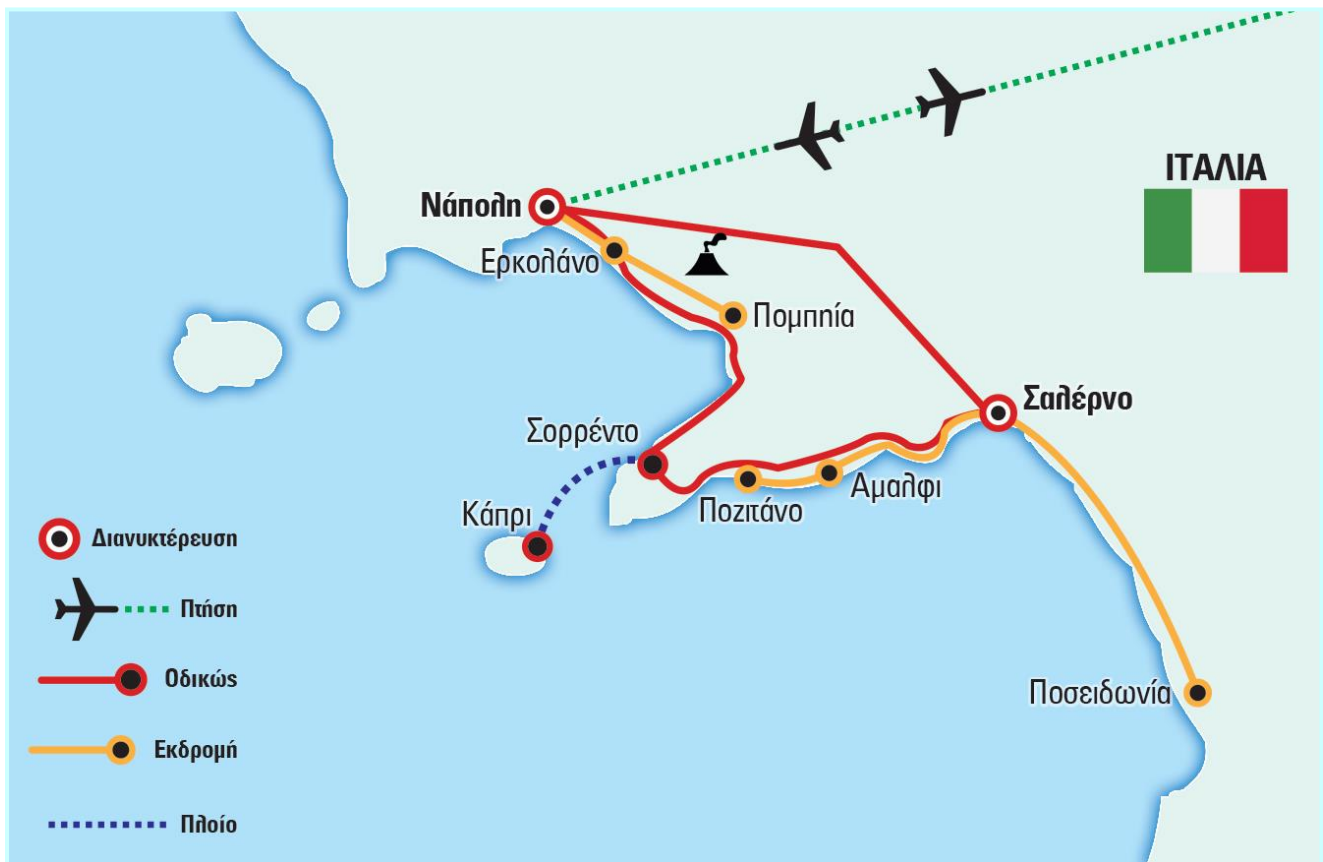 ΙΤΑΛΙΑ
Νάπολη
Ερκολάνο
Πομπηία
Σαλέρνο
Σορρέντο
Κάπρι
Ποζιτάνο
Αμαλφι
Ποσειδωνία
Διανυκτέρευση
Πτήση
Οδικώς
Εκδρομή
Πλοίο